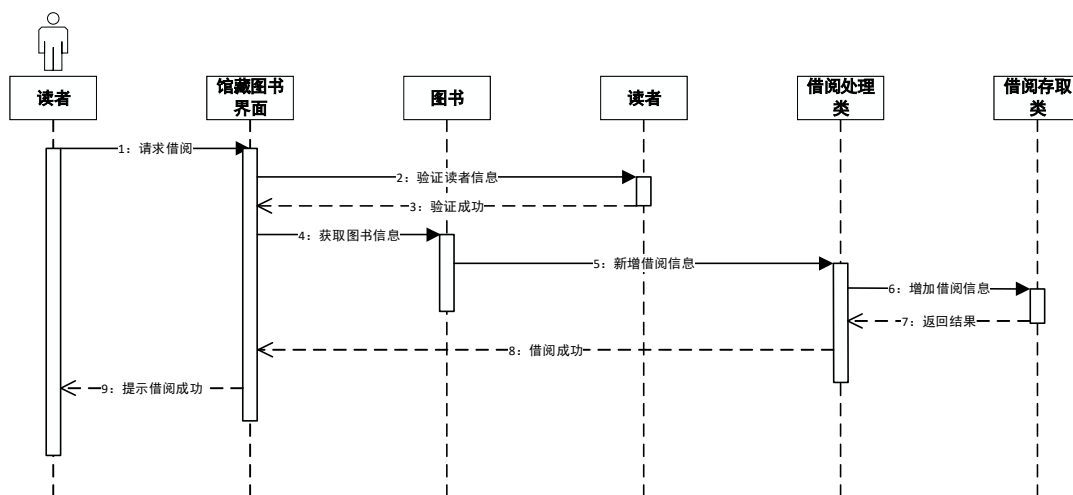 读者
馆藏图书
界面
图书
读者
借阅处理
类
借阅存取
类
1：请求借阅
2：验证读者信息
3：验证成功
4：获取图书信息
5：新增借阅信息
6：增加借阅信息
7：返回结果
8：借阅成功
9：提示借阅成功